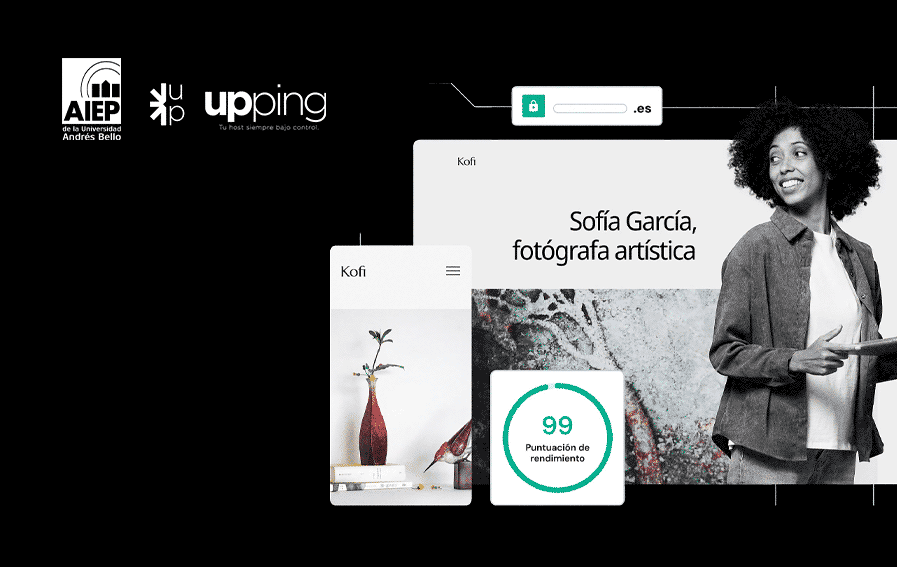 AIEP
de la Universidad
Andrés Bello
up
upping
Tu host siempre bajo control.
.es
Kofi
Sofía García,
fotógrafa artística
Kofi
99
Puntuación de
rendimiento